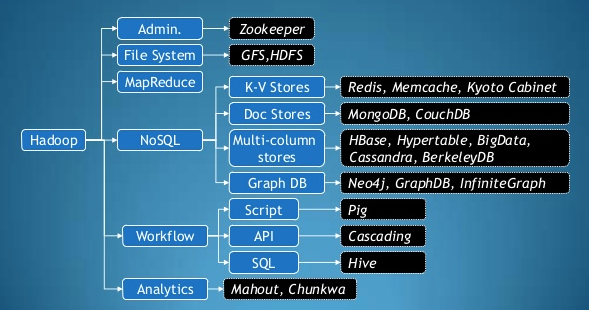 Admin.
Zookeeper
File System
GFS,HDFS
MapReduce
K-V Stores
Redis, Memcache, Kyoto Cabinet
Doc Stores
MongoDB, CouchDB
Hadoop
NoSQL
Multi-column
stores
HBase, Hypertable, BigData,
Cassandra, BerkeleyDB
Graph DB
Neo4j, GraphDB, InfiniteGraph
Script
Pig
Workflow
API
Cascading
SQL
Hive
Analytics
Mahout, Chunkwa